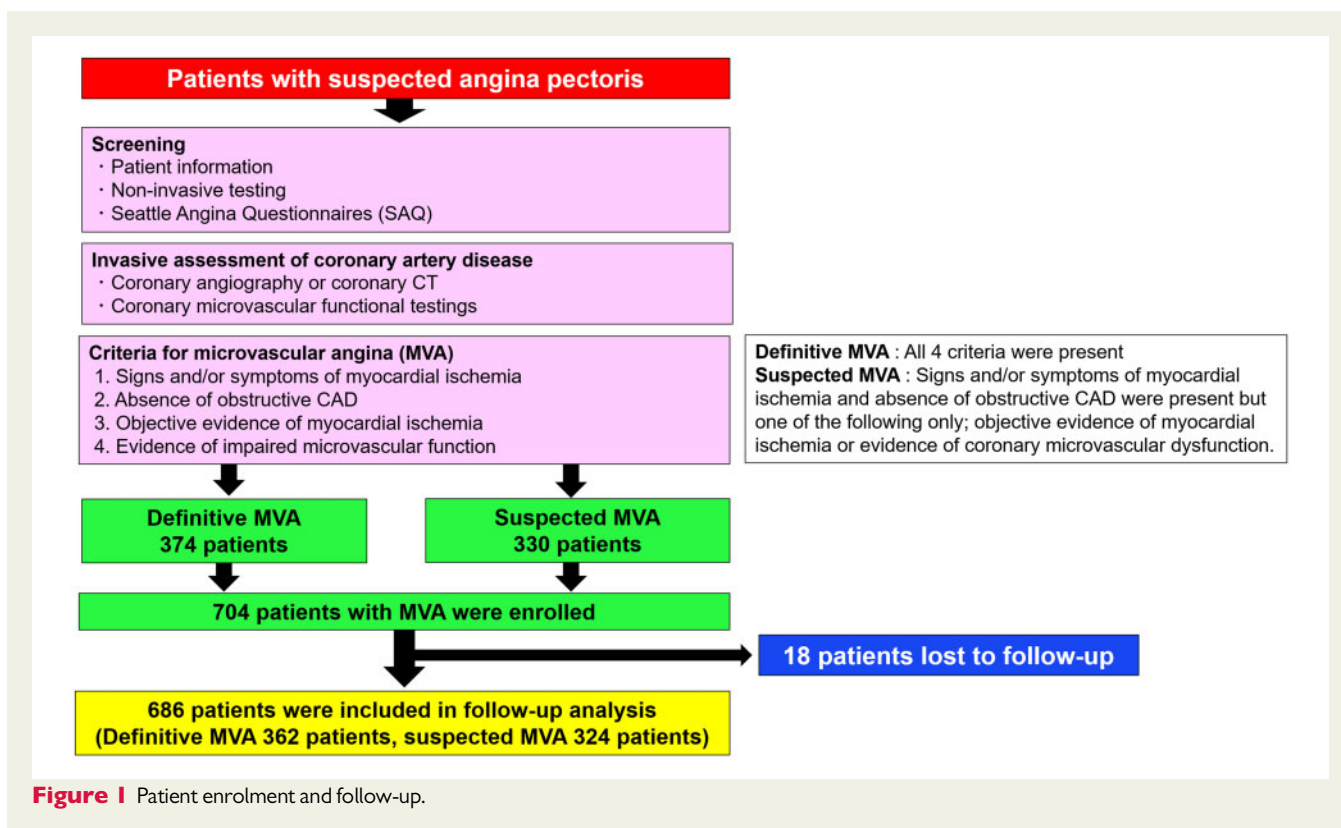 Patients with suspected angina pectoris
Screening
・Patient information
・Non-invasive testing
・Seattle Angina Questionnaires (SAQ)
Invasive assessment of coronary artery disease
・Coronary angiography or coronary CT
・Coronary microvascular functional testings
Criteria for microvascular angina (MVA)
1. Signs and/or symptoms of myocardial ischemia
2. Absence of obstructive CAD
3. Objective evidence of myocardial ischemia
4. Evidence of impaired microvascular function
Definitive MVA : All 4 criteria were present
Suspected MVA : Signs and/or symptoms of myocardial
ischemia and absence of obstructive CAD were present but
one of the following only; objective evidence of myocardial
ischemia or evidence of coronary microvascular dysfunction.
Definitive MVA
374 patients
Suspected MVA
330 patients
704 patients with MVA were enrolled
18 patients lost to follow-up
686 patients were included in follow-up analysis
(Definitive MVA 362 patients, suspected MVA 324 patients)
Figure 1 Patient enrolment and follow-up.